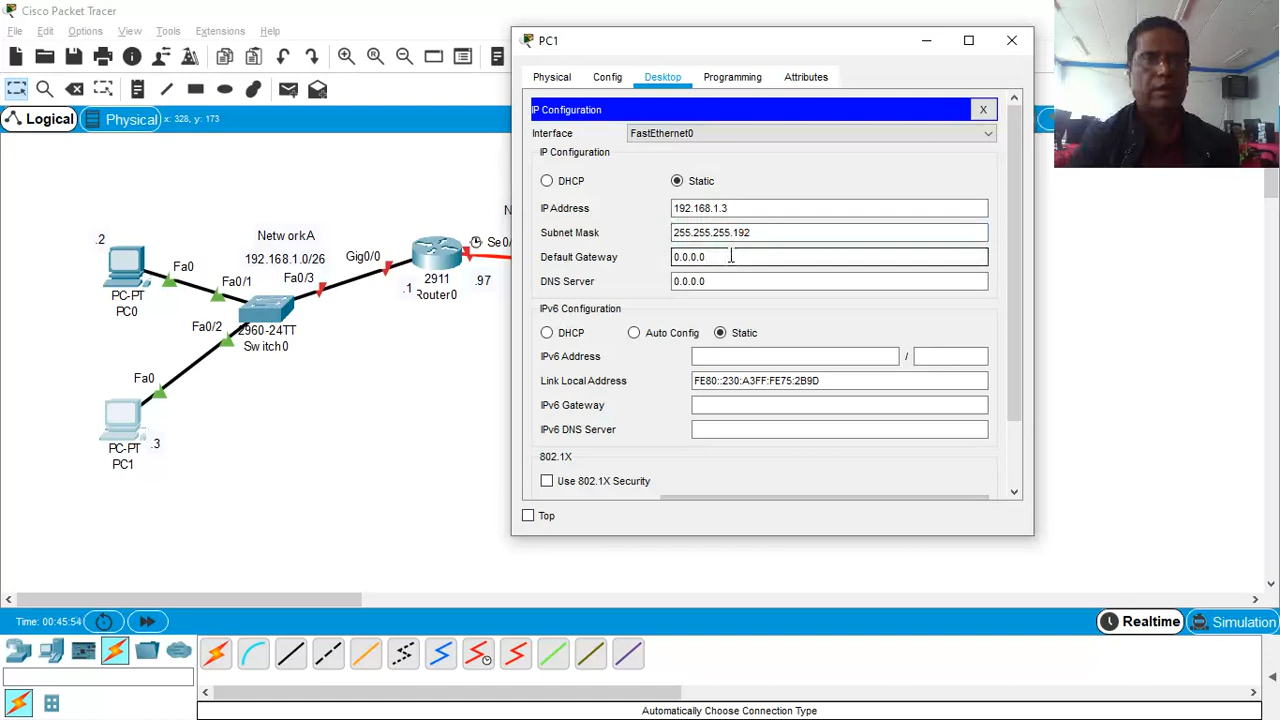 Cisco Packet Tracer
File Edit Options View Tools Extensions Help
Logical Physical x: 328, y: 173
.2
Fa0
PC-PT
PC0
Fa0/1
NetworkA
192.168.1.0/26
Fa0/3
Gig0/0
Se0/
.97
.1
2911
Router0
N
Fa0/2
2960-24TT
Switch0
Fa0
.3
PC-PT
PC1
PC1
Physical Config Desktop Programming Attributes
IP Configuration X
Interface FastEthernet0
IP Configuration
DHCP Static
IP Address 192.168.1.3
Subnet Mask 255.255.255.192
Default Gateway 0.0.0.0
DNS Server 0.0.0.0
IPv6 Configuration
DHCP Auto Config Static
IPv6 Address /
Link Local Address FE80::230:A3FF:FE75:2B9D
IPv6 Gateway
IPv6 DNS Server
802.1X
Use 802.1X Security
Top
Time: 00:45:54 Realtime Simulation
Automatically Choose Connection Type